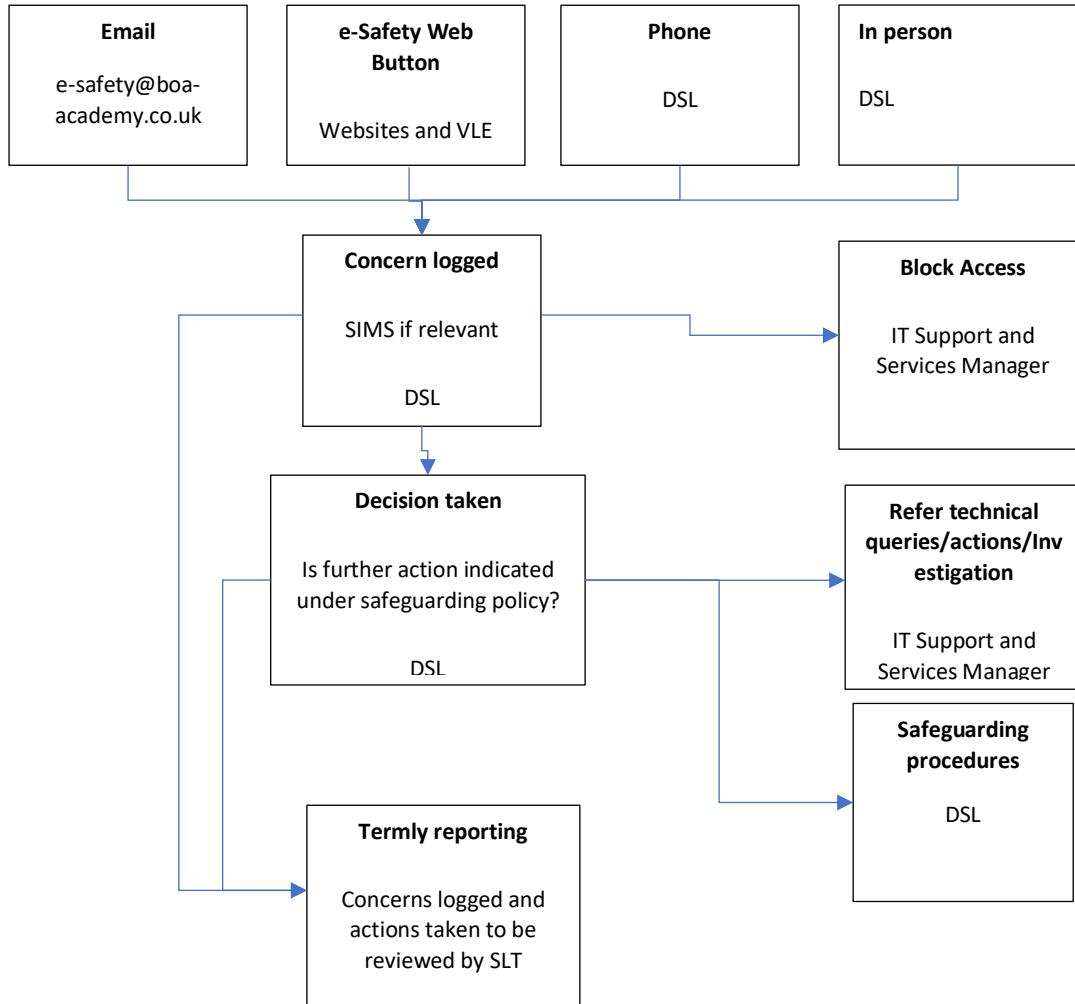 Email
e-safety@boa-
academy.co.uk
e-Safety Web
Button
Websites and VLE
Phone
DSL
In person
DSL
Concern logged
SIMS if relevant
DSL
Block Access
IT Support and
Services Manager
Decision taken
Is further action indicated
under safeguarding policy?
DSL
Refer technical
queries/actions/Inv
estigation
IT Support and
Services Manager
Safeguarding
procedures
DSL
Termly reporting
Concerns logged and
actions taken to be
reviewed by SLT